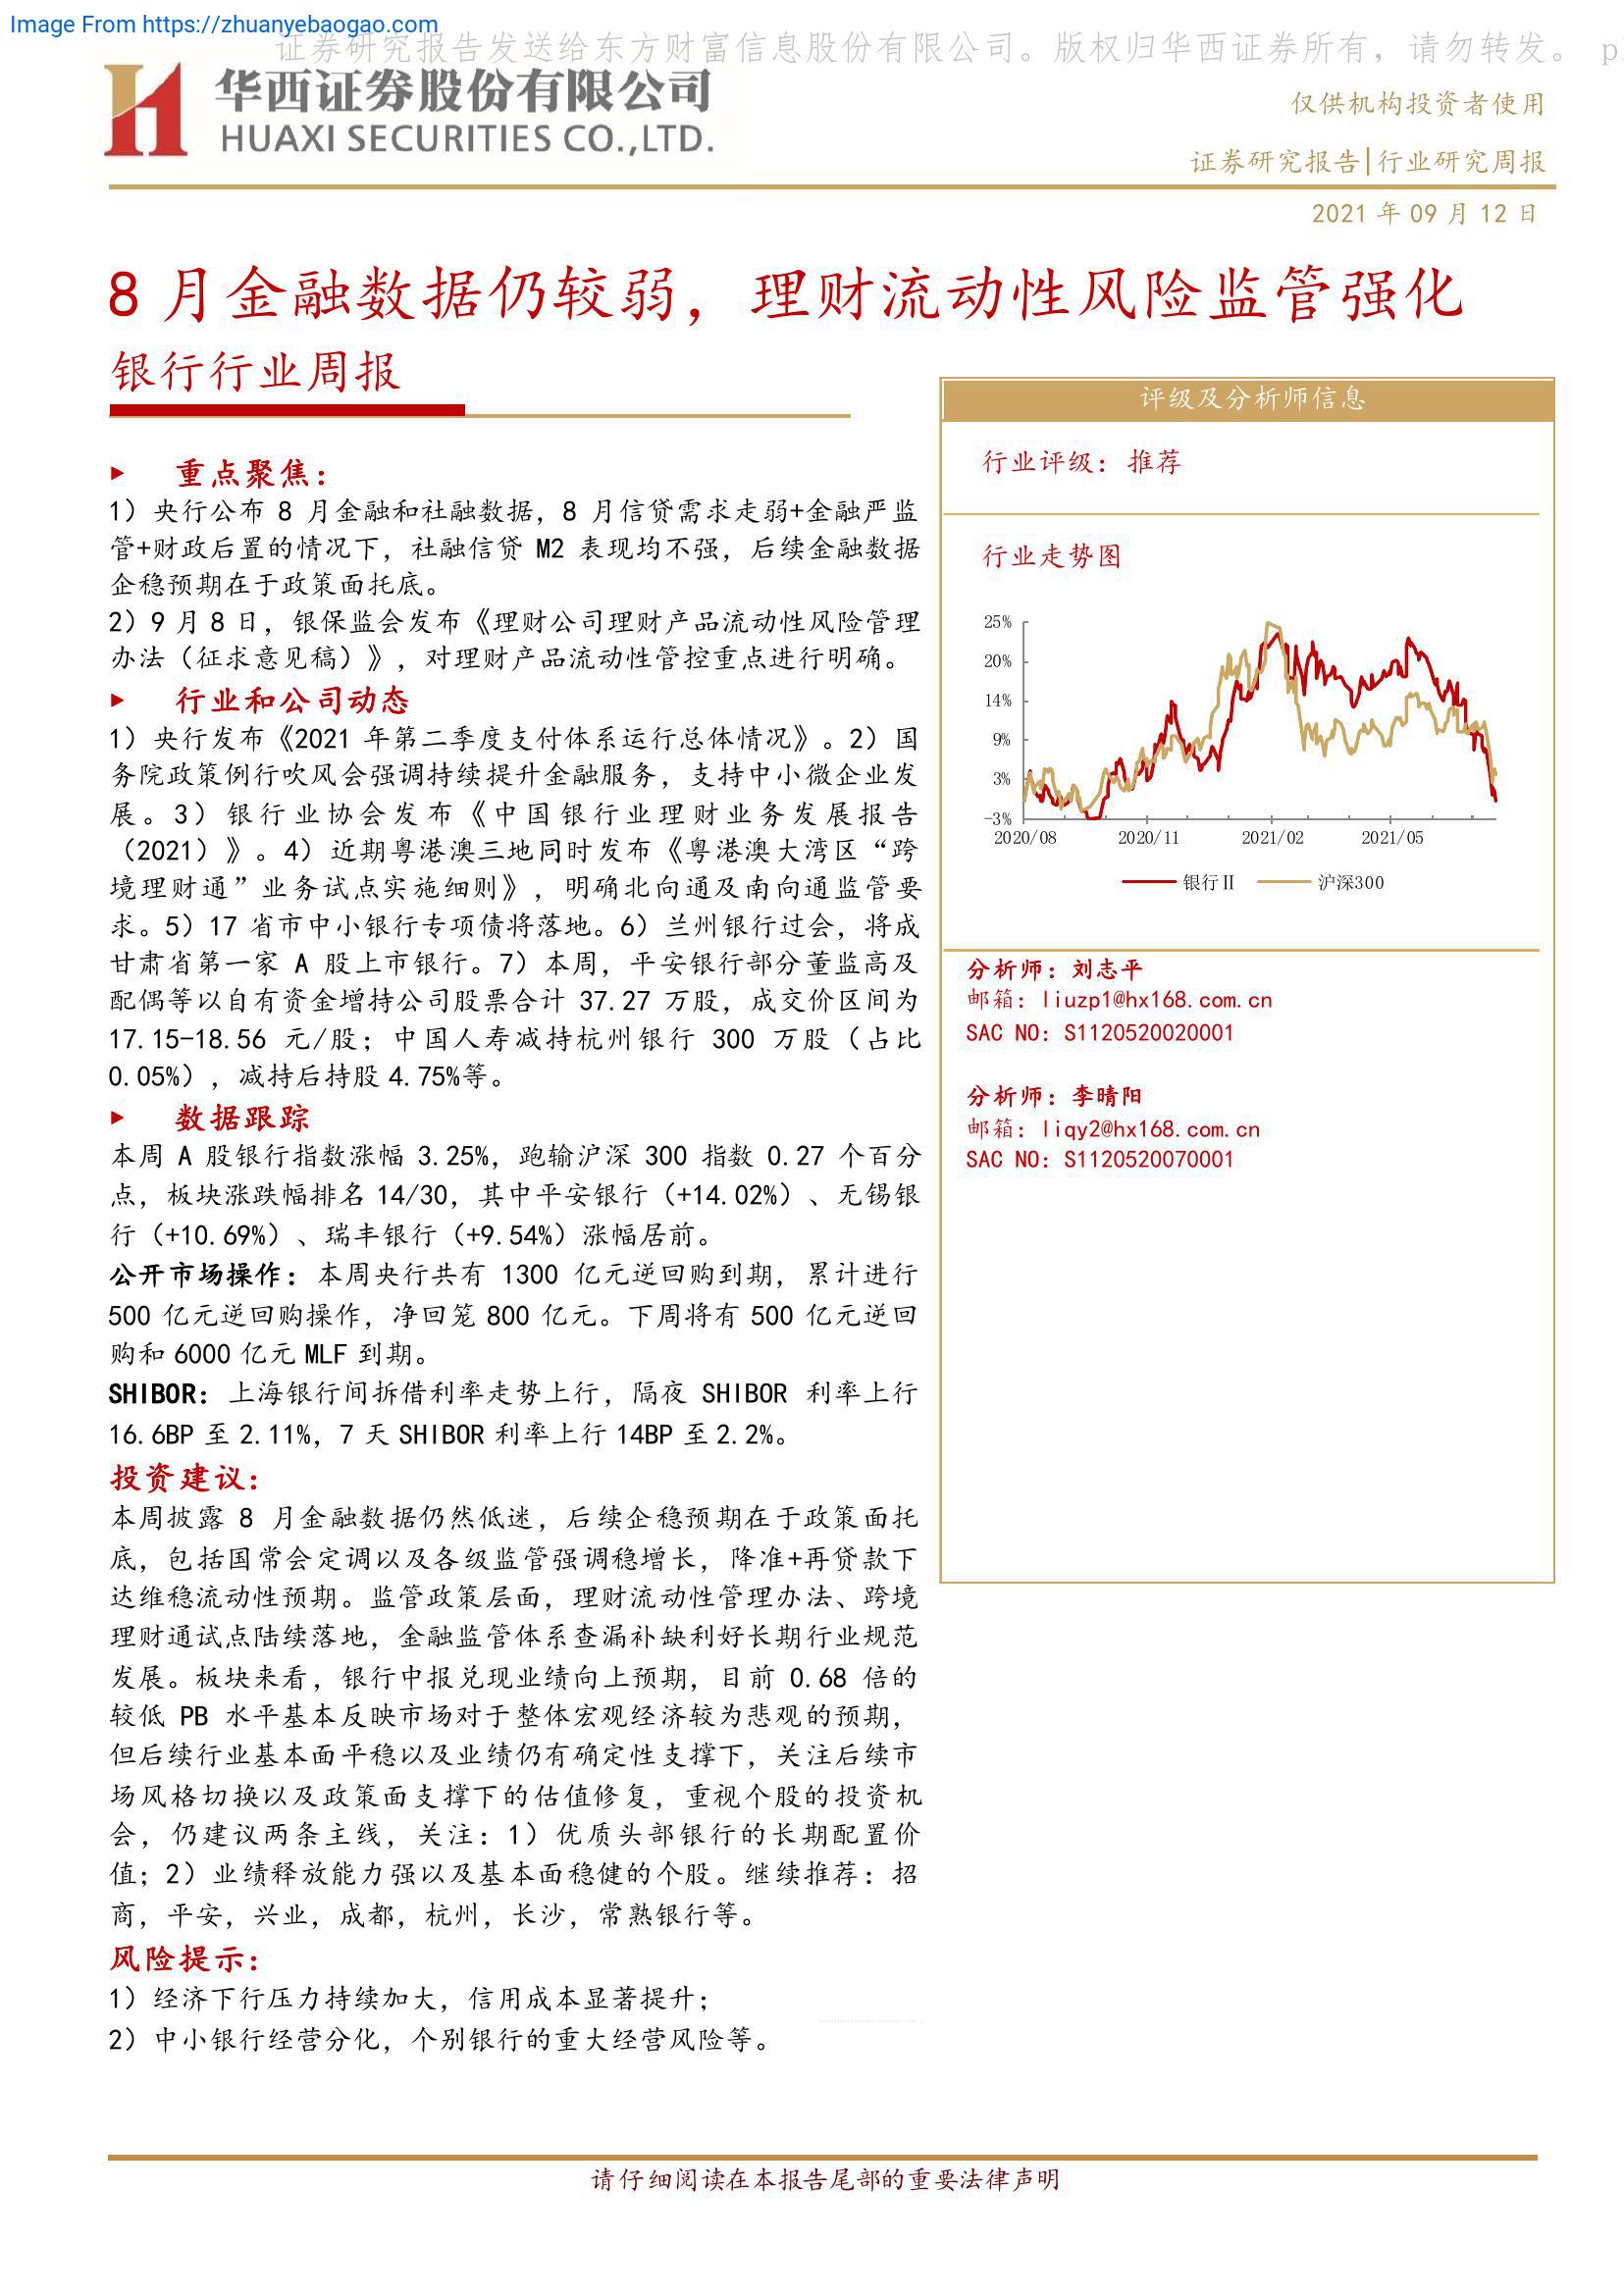 Image From https://zhuanyebaogao.com
证券研究报告发送给东方财富信息股份有限公司。版权归华西证券所有，请勿转发。 p
华西证券股份有限公司
HUAXI SECURITIES CO.,LTD.
仅供机构投资者使用
证券研究报告|行业研究周报
2021 年 09 月 12 日
8 月金融数据仍较弱，理财流动性风险监管强化
银行行业周报
重点聚焦：
1）央行公布 8 月金融和社融数据，8 月信贷需求走弱+金融严监
管+财政后置的情况下，社融信贷 M2 表现均不强，后续金融数据
企稳预期在于政策面托底。
2）9 月 8 日，银保监会发布《理财公司理财产品流动性风险管理
办法（征求意见稿）》，对理财产品流动性管控重点进行明确。
行业和公司动态
1）央行发布《2021 年第二季度支付体系运行总体情况》。2）国
务院政策例行吹风会强调持续提升金融服务，支持中小微企业发
展。3）银行业协会发布《中国银行业理财业务发展报告
（2021）》。4）近期粤港澳三地同时发布《粤港澳大湾区“跨
境理财通”业务试点实施细则》，明确北向通及南向通监管要
求。5）17 省市中小银行专项债将落地。6）兰州银行过会，将成
甘肃省第一家 A 股上市银行。7）本周，平安银行部分董监高及
配偶等以自有资金增持公司股票合计 37.27 万股，成交价区间为
17.15-18.56 元/股；中国人寿减持杭州银行 300 万股（占比
0.05%），减持后持股 4.75%等。
数据跟踪
本周 A 股银行指数涨幅 3.25%，跑输沪深 300 指数 0.27 个百分
点，板块涨跌幅排名 14/30，其中平安银行（+14.02%）、无锡银
行（+10.69%）、瑞丰银行（+9.54%）涨幅居前。
公开市场操作：本周央行共有 1300 亿元逆回购到期，累计进行
500 亿元逆回购操作，净回笼 800 亿元。下周将有 500 亿元逆回
购和 6000 亿元 MLF 到期。
SHIBOR：上海银行间拆借利率走势上行，隔夜 SHIBOR 利率上行
16.6BP 至 2.11%，7 天 SHIBOR 利率上行 14BP 至 2.2%。
投资建议：
本周披露 8 月金融数据仍然低迷，后续企稳预期在于政策面托
底，包括国常会定调以及各级监管强调稳增长，降准+再贷款下
达维稳流动性预期。监管政策层面，理财流动性管理办法、跨境
理财通试点陆续落地，金融监管体系查漏补缺利好长期行业规范
发展。板块来看，银行中报兑现业绩向上预期，目前 0.68 倍的
较低 PB 水平基本反映市场对于整体宏观经济较为悲观的预期，
但后续行业基本面平稳以及业绩仍有确定性支撑下，关注后续市
场风格切换以及政策面支撑下的估值修复，重视个股的投资机
会，仍建议两条主线，关注：1）优质头部银行的长期配置价
值；2）业绩释放能力强以及基本面稳健的个股。继续推荐：招
商，平安，兴业，成都，杭州，长沙，常熟银行等。
风险提示：
1）经济下行压力持续加大，信用成本显著提升；
2）中小银行经营分化，个别银行的重大经营风险等。
评级及分析师信息
行业评级： 推荐
行业走势图
25%
20%
14%
9%
3%
-3%
2020/08 2020/11 2021/02 2021/05
银行Ⅱ 沪深300
分析师：刘志平
邮箱：liuzp1@hx168.com.cn
SAC NO：S1120520020001
分析师：李晴阳
邮箱：liqy2@hx168.com.cn
SAC NO：S1120520070001
请仔细阅读在本报告尾部的重要法律声明